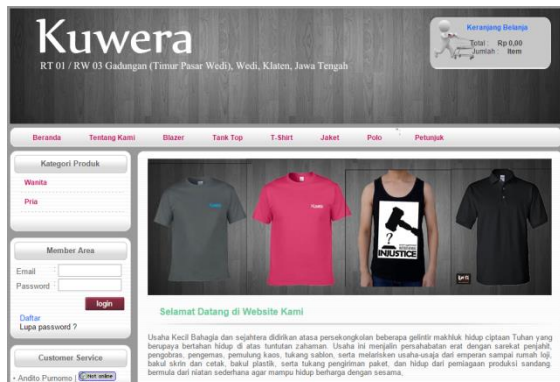 Kuwera
RT 01 / RW 03 Gadungan (Timur Pasar Wedi), Wedi, Klaten, Jawa Tengah
Keranjang Belanja
Total : Rp 0,00
Jumlah : Item
Beranda Tentang Kami Blazer Tank Top T-Shirt Jaket Polo Petunjuk
Kategori Produk
Wanita
Pria
Member Area
Email :
Password :
login
Daftar
Lupa password ?
Customer Service
Andito Purnomo | Not online
?
INJUSTICE
Selamat Datang di Website Kami
Usaha Kecil Bahagia dan sejahtera didirikan atasa persekongkolan beberapa gelintir makhluk hidup ciptaan Tuhan yang
berupaya bertahan hidup di atas tuntutan zahaman. Usaha ini menjalin persahabatan erat dengan sarekat penjahit,
pengobras, pengemas, pemulung kaos, tukang sablon, serta melariskan usaha-usaja dari emperan sampai rumah loji,
bakul skrin dan cetak, bakul plastik, serta tukang pengiriman paket, dan hidup dari perniagaan produksi sandang,
bermula dari niatan sederhana agar mampu hidup berharga dengan sesama,